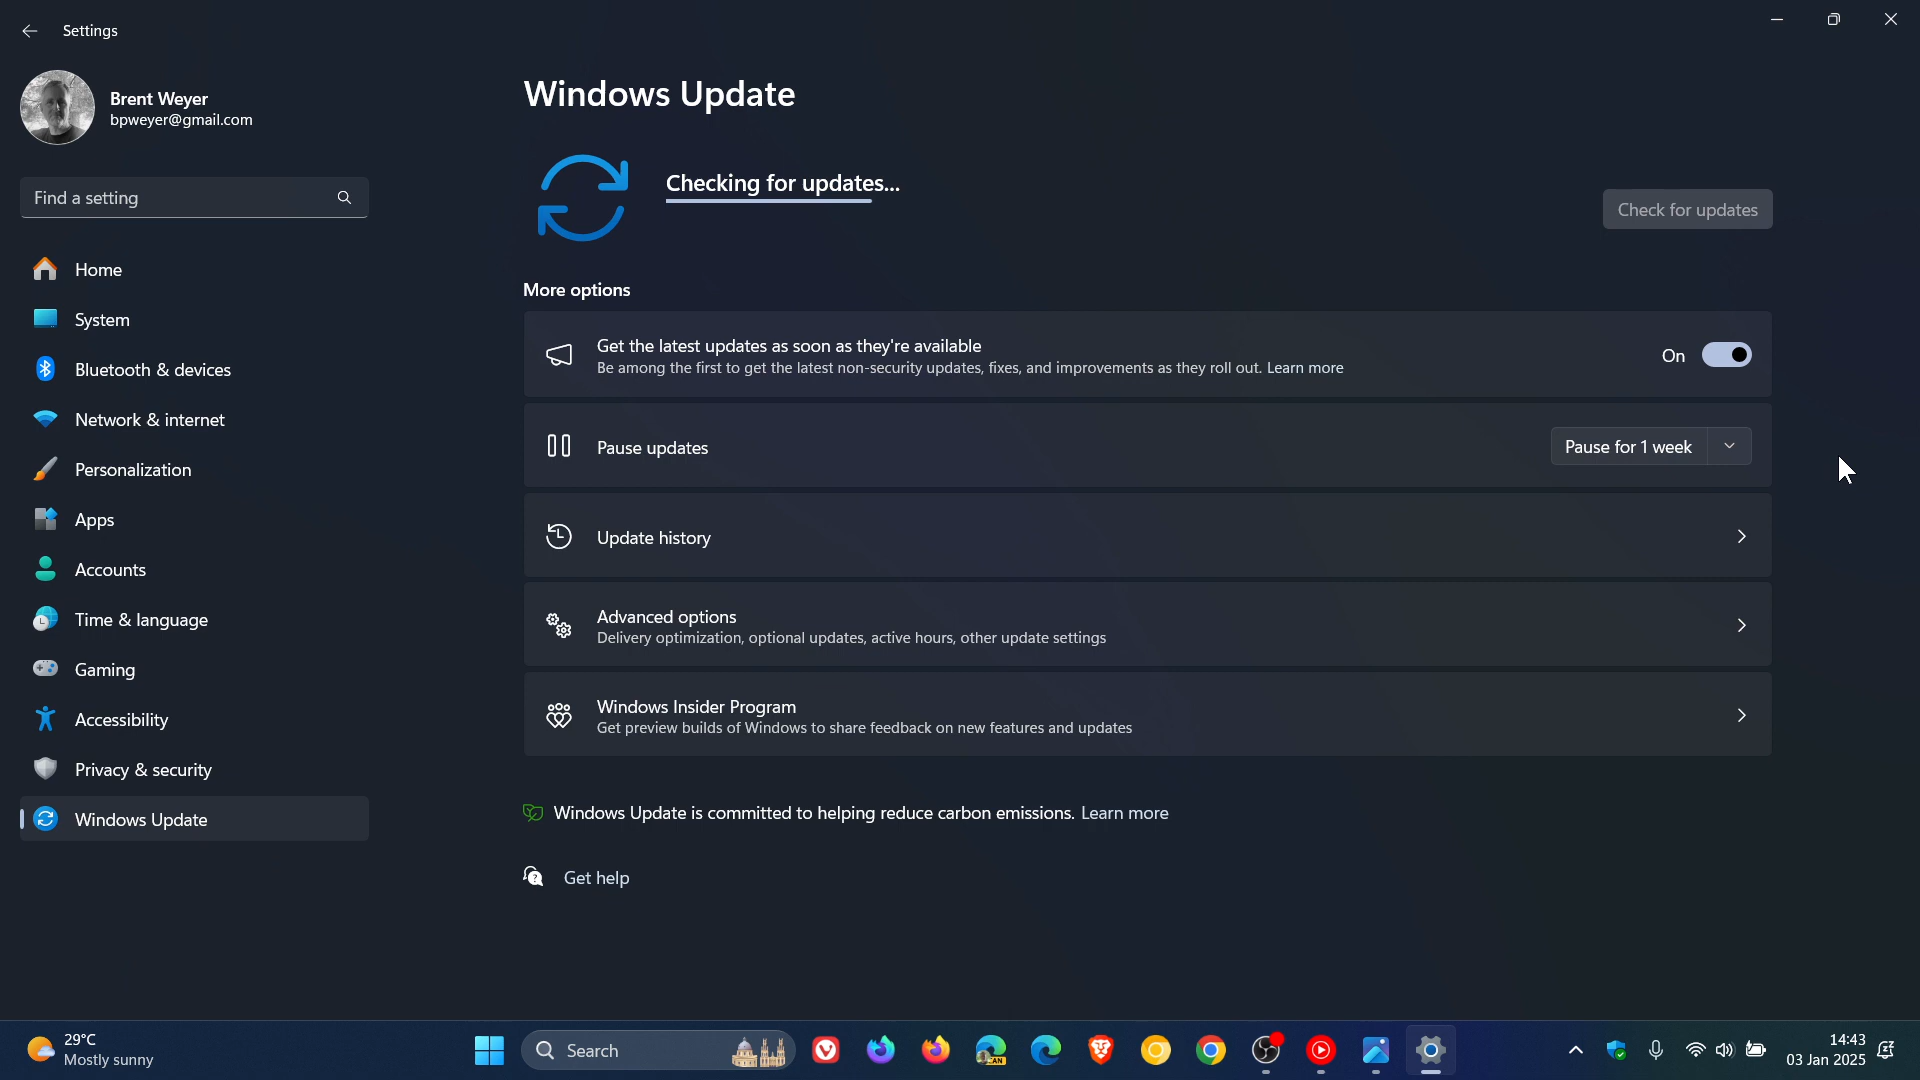 Settings
Brent Weyer
bpweyer@gmail.com
Find a setting
Home
System
Bluetooth & devices
Network & internet
Personalization
Apps
Accounts
Time & language
Gaming
Accessibility
Privacy & security
Windows Update
Windows Update
Checking for updates...
Check for updates
More options
Get the latest updates as soon as they're available
Be among the first to get the latest non-security updates, fixes, and improvements as they roll out. Learn more
On
Pause updates
Pause for 1 week
Update history
Advanced options
Delivery optimization, optional updates, active hours, other update settings
Windows Insider Program
Get preview builds of Windows to share feedback on new features and updates
Windows Update is committed to helping reduce carbon emissions. Learn more
Get help
29°C
Mostly sunny
Search
CAN
14:43
03 Jan 2025